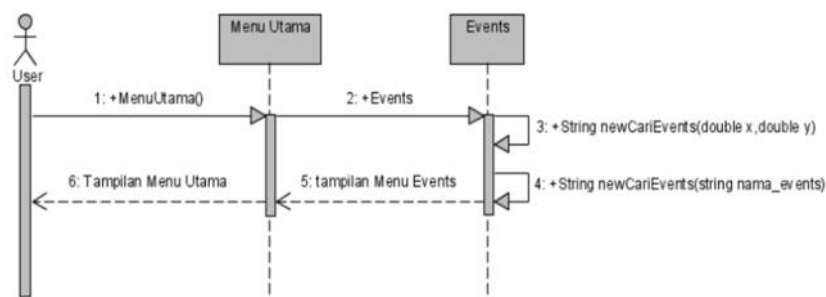 Menu Utama
Events
User
1: +MenuUtama()
2: +Events
3: +String newCariEvents(double x,double y)
6: Tampilan Menu Utama
5: tampilan Menu Events
4: +String newCariEvents(string nama_events)